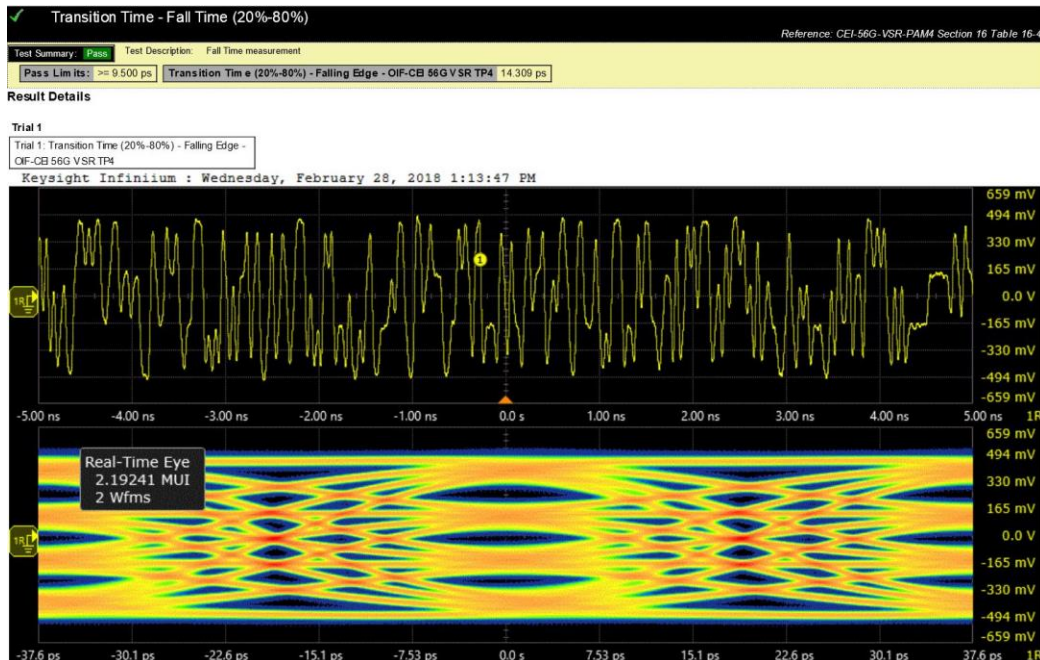 Transition Time - Fall Time (20%-80%)
Reference: CEI-56G-VSR-PAM4 Section 16 Table 16-4
Test Summary: Pass Test Description: Fall Time measurement
Pass Limits: >= 9.500 ps Transition Time (20%-80%) - Falling Edge - OIF-CEI 56G VSR TP4 14.309 ps
Result Details
Trial 1
Trial 1: Transition Time (20%-80%) - Falling Edge -
OIF-CEI 56G VSR TP4
Keysight Infiniium : Wednesday, February 28, 2018 1:13:47 PM
659 mV
494 mV
330 mV
1
165 mV
1R 0.0 V
-165 mV
-330 mV
-494 mV
-659 mV
-5.00 ns -4.00 ns -3.00 ns -2.00 ns -1.00 ns 0.0 s 1.00 ns 2.00 ns 3.00 ns 4.00 ns 5.00 ns 1R
659 mV
494 mV
Real-Time Eye
2.19241 MUI
2 Wfms
330 mV
165 mV
1R 0.0 V
-165 mV
-330 mV
-494 mV
-659 mV
-37.6 ps -30.1 ps -22.6 ps -15.1 ps -7.53 ps 0.0 s 7.53 ps 15.1 ps 22.6 ps 30.1 ps 37.6 ps 1R